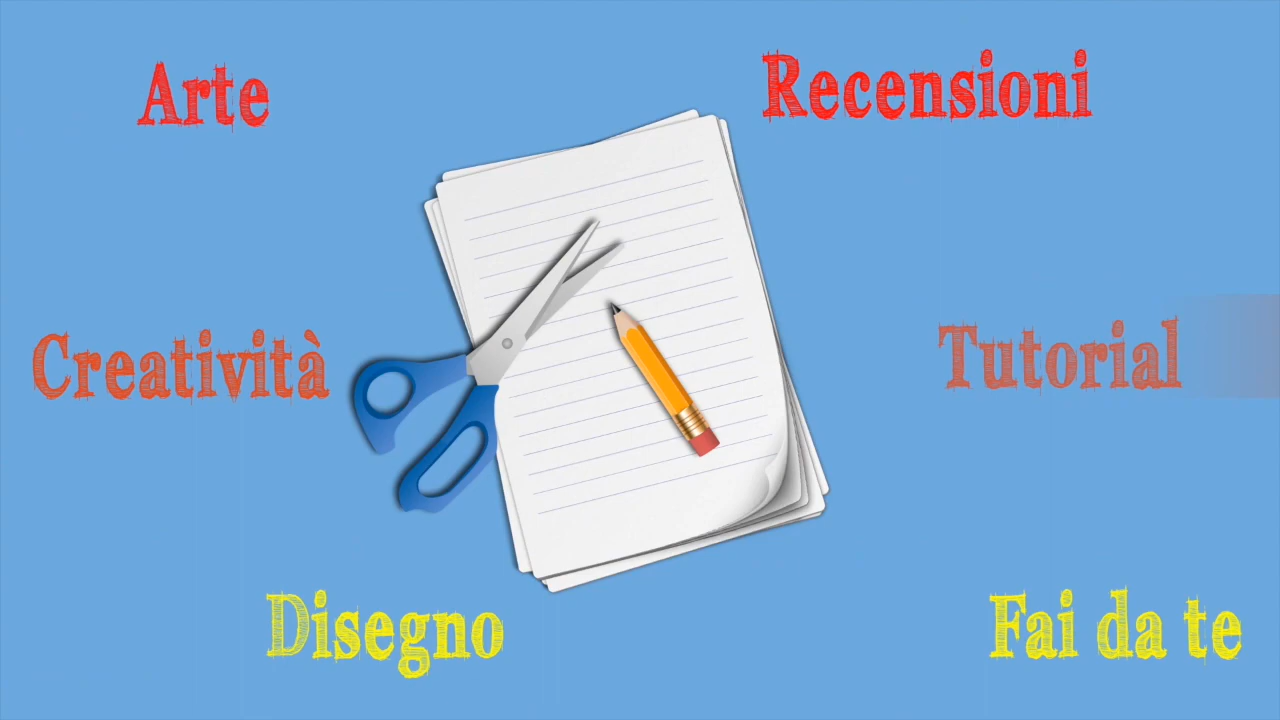 Arte
Recensioni
Creatività
Tutorial
Disegno
Fai da te